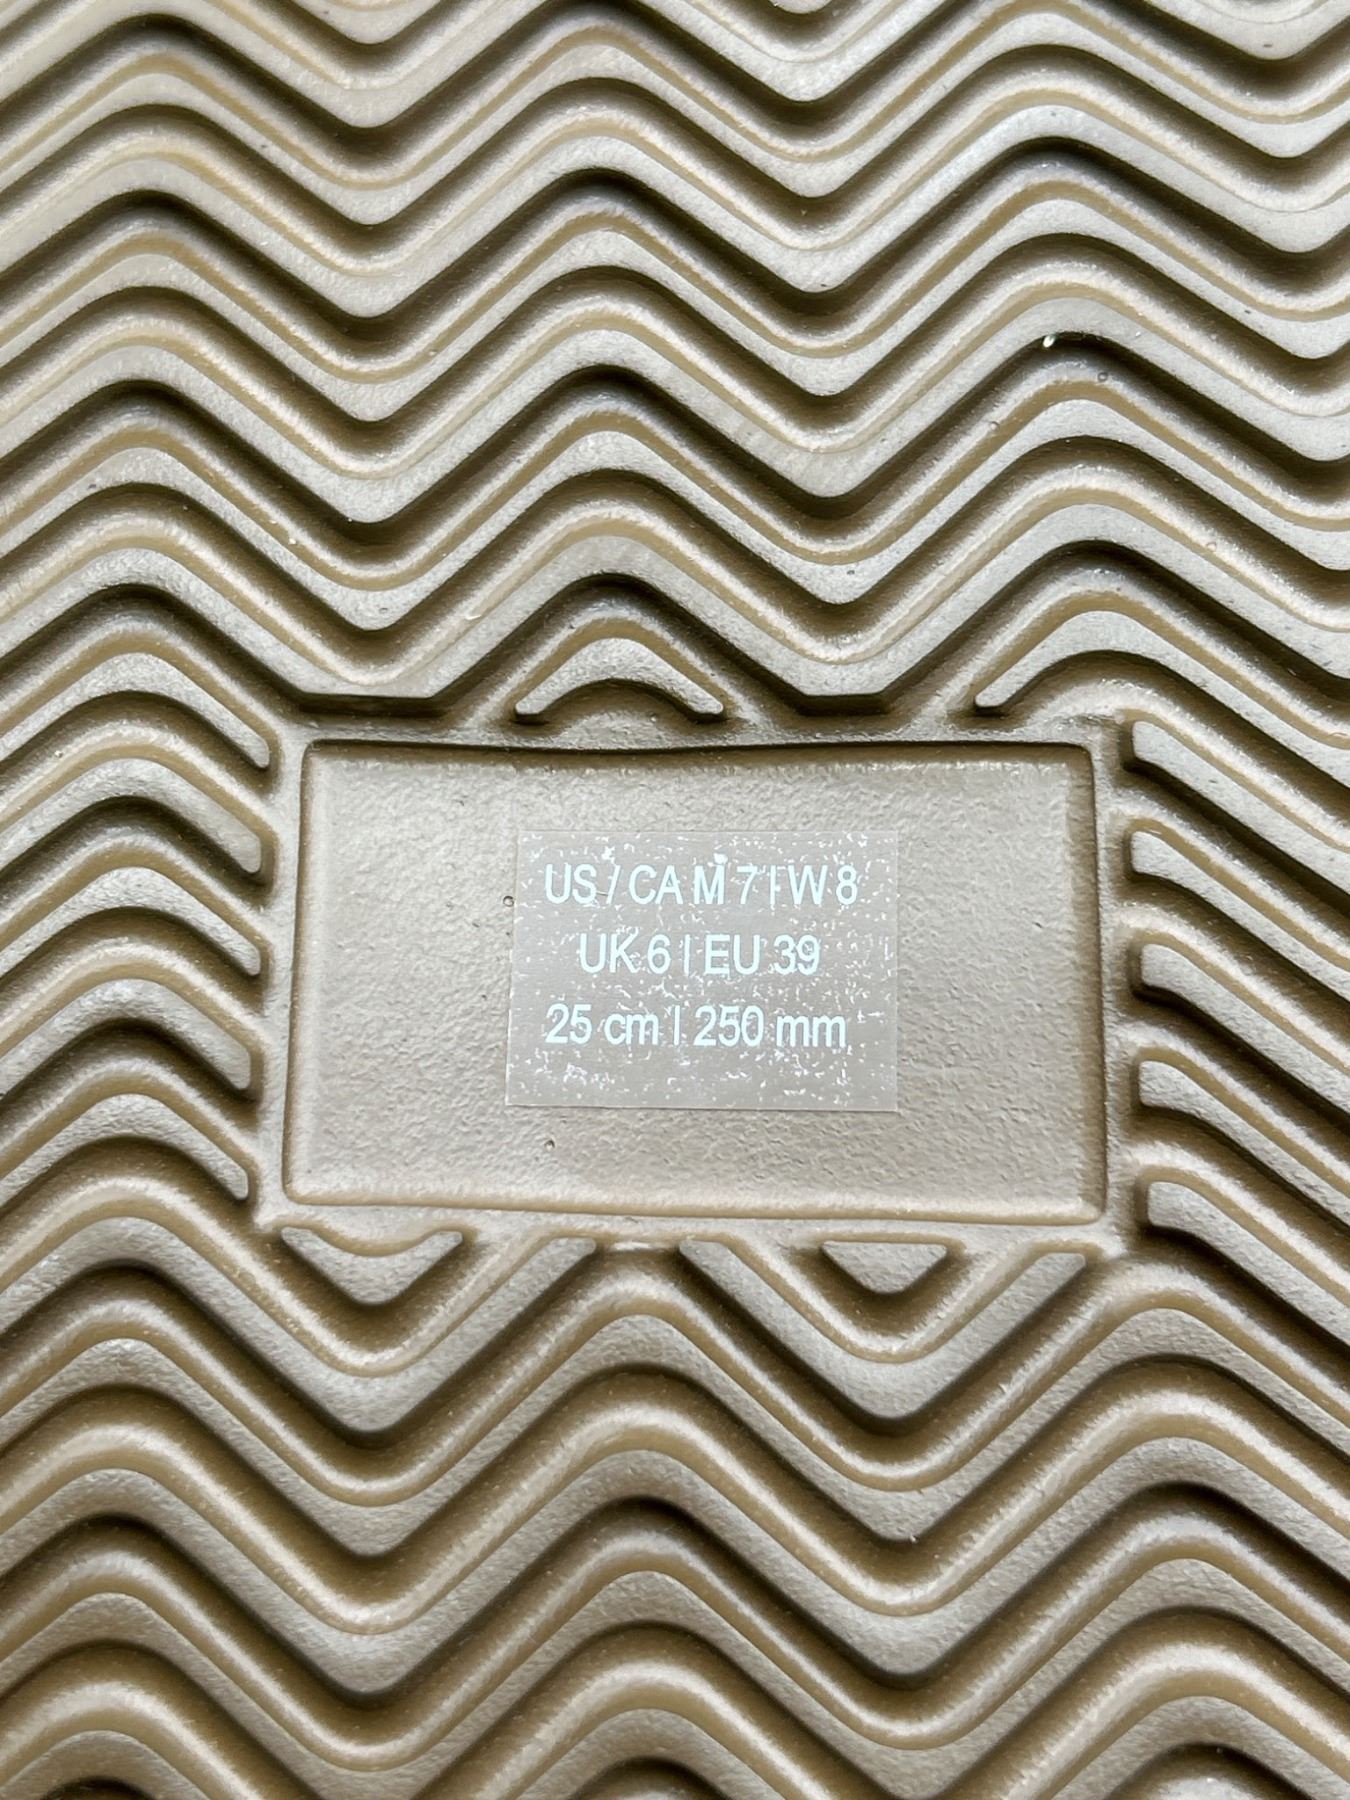 US / CA M 7 | W 8
UK 6 | EU 39
25 cm | 250 mm